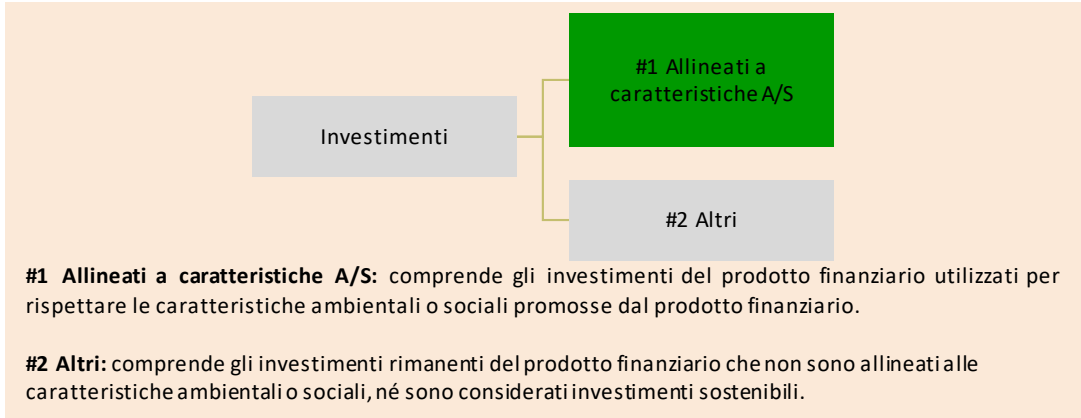 #1 Allineati a
caratteristiche A/S
Investimenti
#2 Altri
#1 Allineati a caratteristiche A/S: comprende gli investimenti del prodotto finanziario utilizzati per
rispettare le caratteristiche ambientali o sociali promosse dal prodotto finanziario.
#2 Altri: comprende gli investimenti rimanenti del prodotto finanziario che non sono allineati alle
caratteristiche ambientali o sociali, né sono considerati investimenti sostenibili.